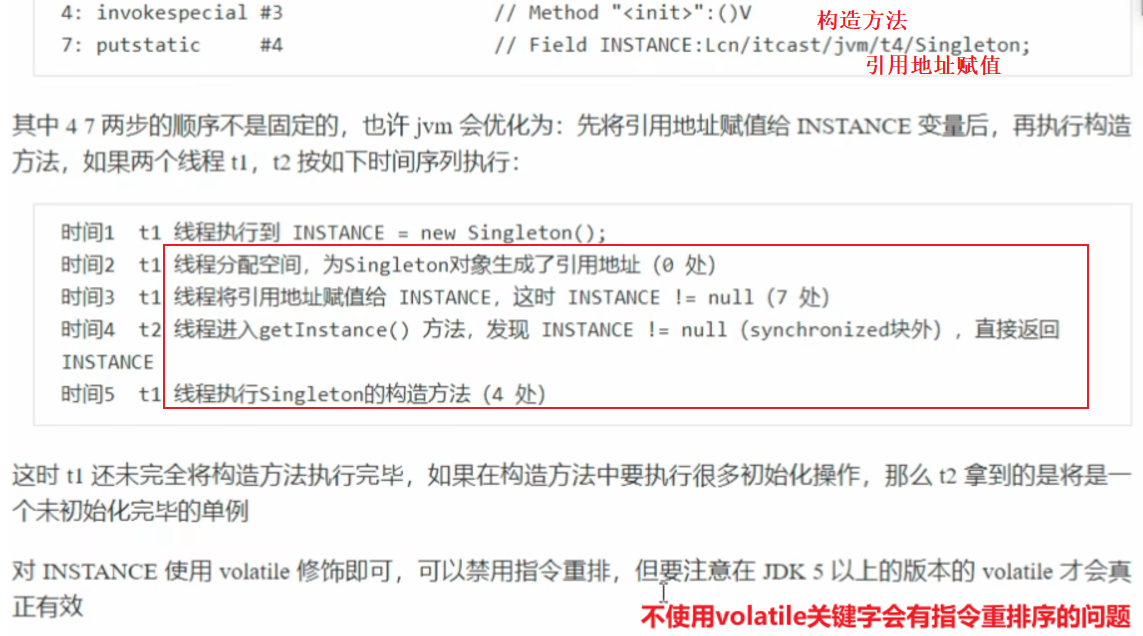 4: invokespecial #3 // Method "<init>":()V
构造方法
7: putstatic #4 // Field INSTANCE:Lcn/itcast/jvm/t4/Singleton;
引用地址赋值
其中 4 7 两步的顺序不是固定的，也许 jvm 会优化为：先将引用地址赋值给 INSTANCE 变量后，再执行构造
方法，如果两个线程 t1，t2 按如下时间序列执行：
时间1 t1 线程执行到 INSTANCE = new Singleton();
时间2 t1 线程分配空间，为Singleton对象生成了引用地址（0 处）
时间3 t1 线程将引用地址赋值给 INSTANCE，这时 INSTANCE != null（7 处）
时间4 t2 线程进入getInstance() 方法，发现 INSTANCE != null（synchronized块外），直接返回
INSTANCE
时间5 t1 线程执行Singleton的构造方法（4 处）
这时 t1 还未完全将构造方法执行完毕，如果在构造方法中要执行很多初始化操作，那么 t2 拿到的是将是一
个未初始化完毕的单例
对 INSTANCE 使用 volatile 修饰即可，可以禁用指令重排，但要注意在 JDK 5 以上的版本的 volatile 才会真
正有效
不使用volatile关键字会有指令重排序的问题